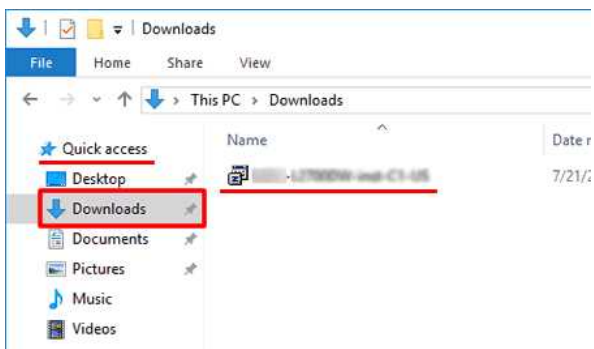 Downloads
File Home Share View
This PC > Downloads
Quick access
Name
Desktop
7/21/2
Downloads
Documents
Pictures
Music
Videos